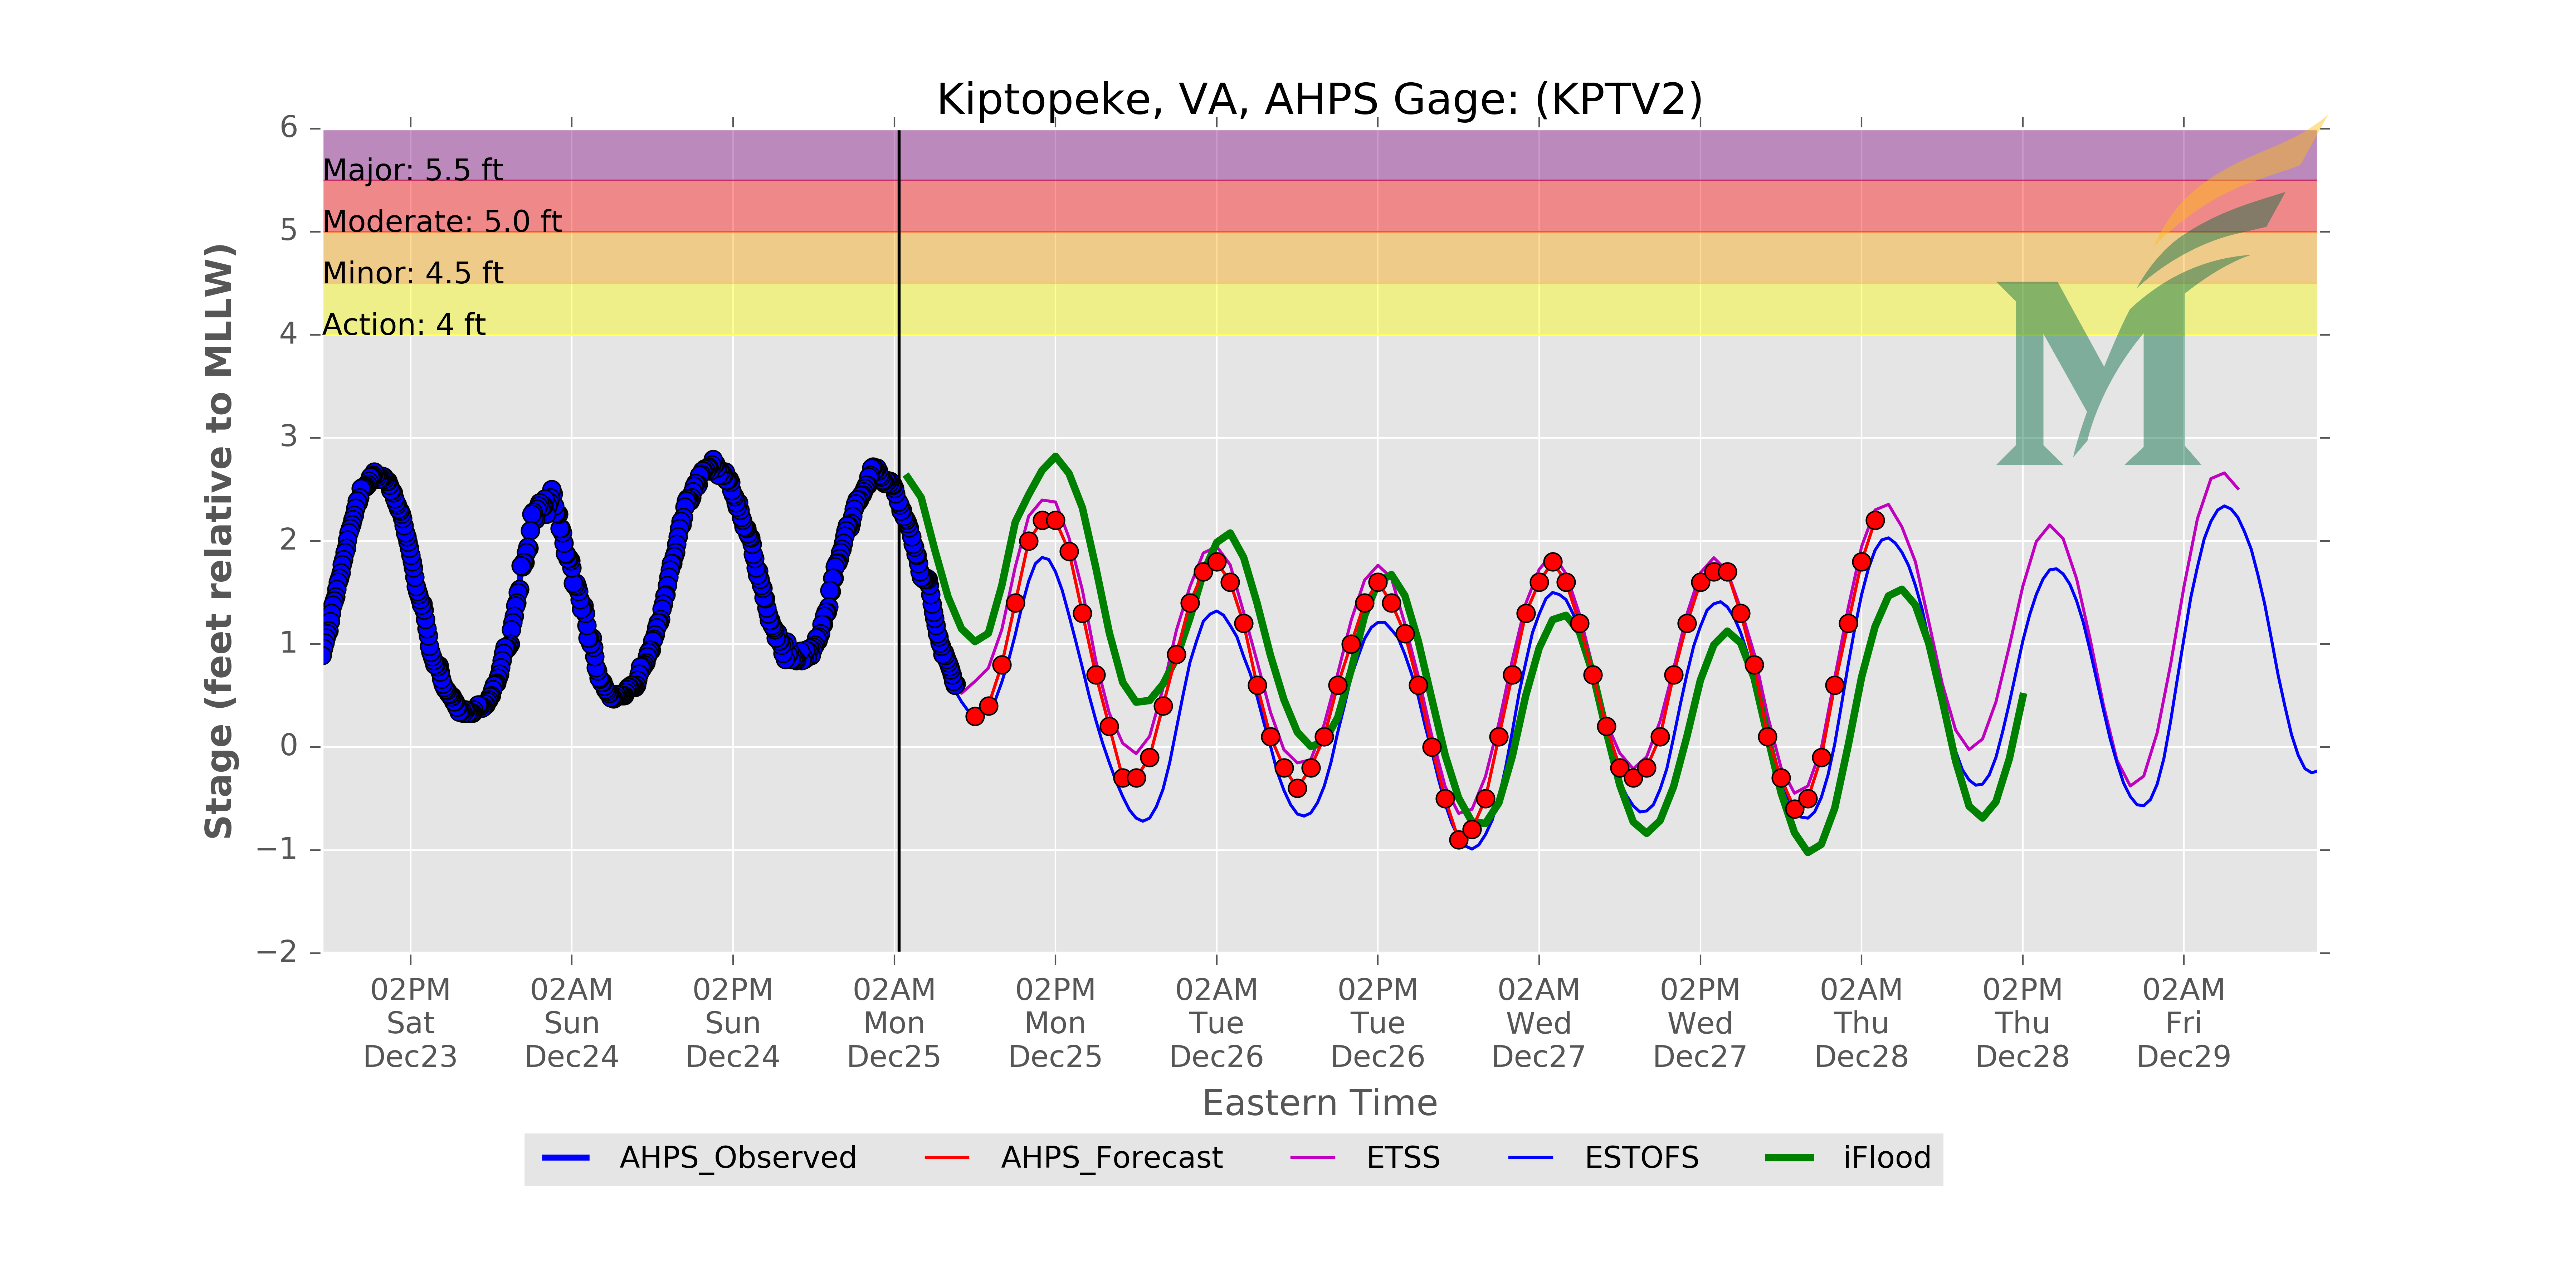 Kiptopeke, VA, AHPS Gage: (KPTV2)
Stage (feet relative to MLLW)
6
5
4
3
2
1
0
−1
−2
Major: 5.5 ft
Moderate: 5.0 ft
Minor: 4.5 ft
Action: 4 ft
M
02PM 02AM 02PM 02AM 02PM 02AM 02PM 02AM 02PM 02AM 02PM 02AM
Sat Sun Sun Mon Mon Tue Tue Wed Wed Thu Thu Fri
Dec23 Dec24 Dec24 Dec25 Dec25 Dec26 Dec26 Dec27 Dec27 Dec28 Dec28 Dec29
Eastern Time
AHPS_Observed AHPS_Forecast ETSS ESTOFS iFlood